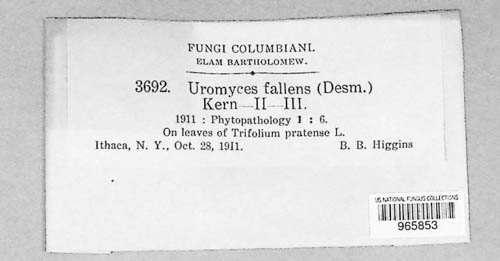 FUNGI COLUMBIANI.
ELAM BARTHOLOMEW.
3692. Uromyces fallens (Desm.)
Kern—II—III.
1911 : Phytopathology 1 : 6.
On leaves of Trifolium pratense L.
Ithaca, N. Y., Oct. 28, 1911. B. B. Higgins
US NATIONAL FUNGUS COLLECTIONS
965853